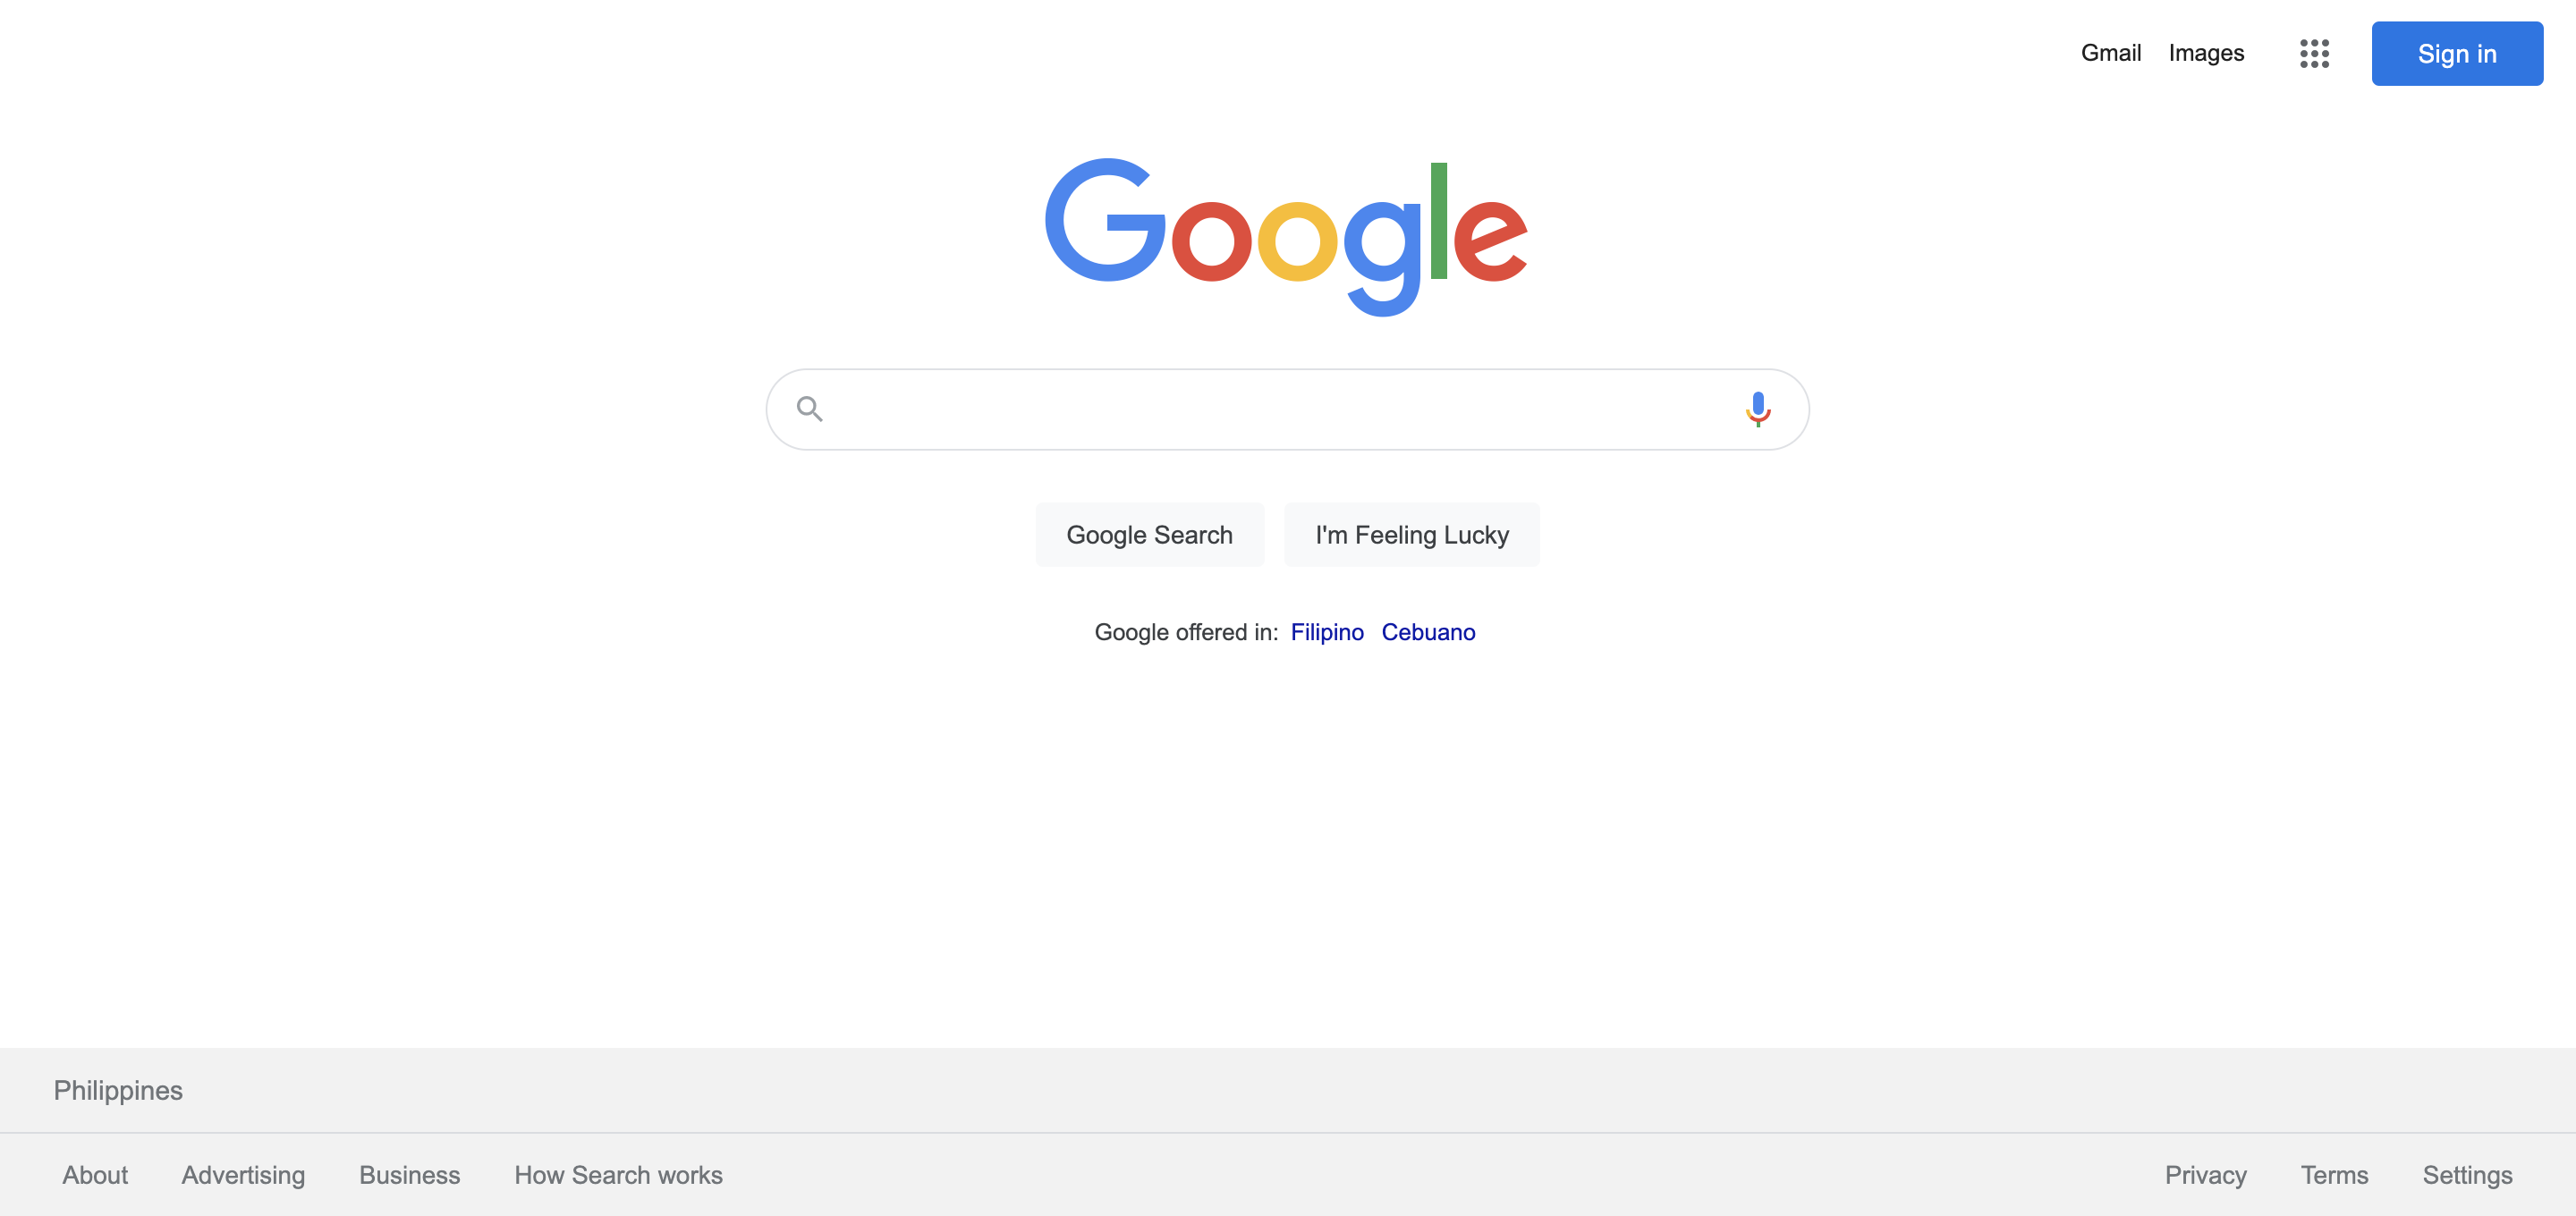 Gmail Images Sign in
Google
Google Search I'm Feeling Lucky
Google offered in: Filipino Cebuano
Philippines
About Advertising Business How Search works Privacy Terms Settings